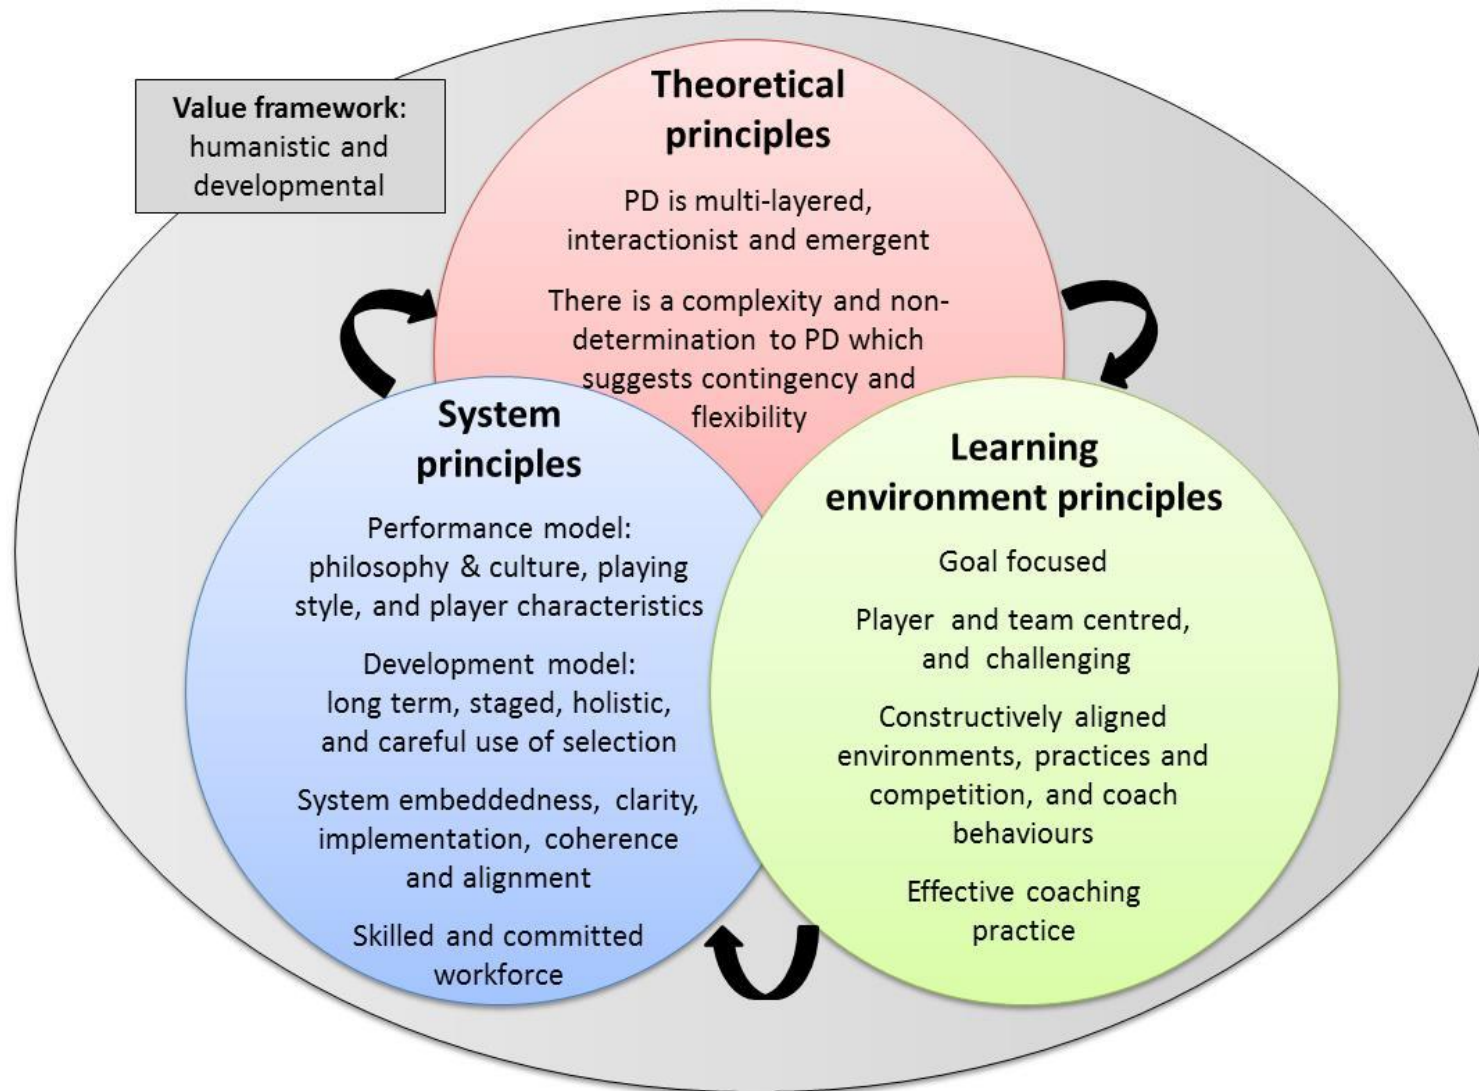 Value framework:
humanistic and
developmental
Theoretical
principles
PD is multi-layered,
interactionist and emergent
There is a complexity and non-
determination to PD which
suggests contingency and
flexibility
System
principles
Performance model:
philosophy & culture, playing
style, and player characteristics
Development model:
long term, staged, holistic,
and careful use of selection
System embeddedness, clarity,
implementation, coherence
and alignment
Skilled and committed
workforce
Learning
environment principles
Goal focused
Player and team centred,
and challenging
Constructively aligned
environments, practices and
competition, and coach
behaviours
Effective coaching
practice